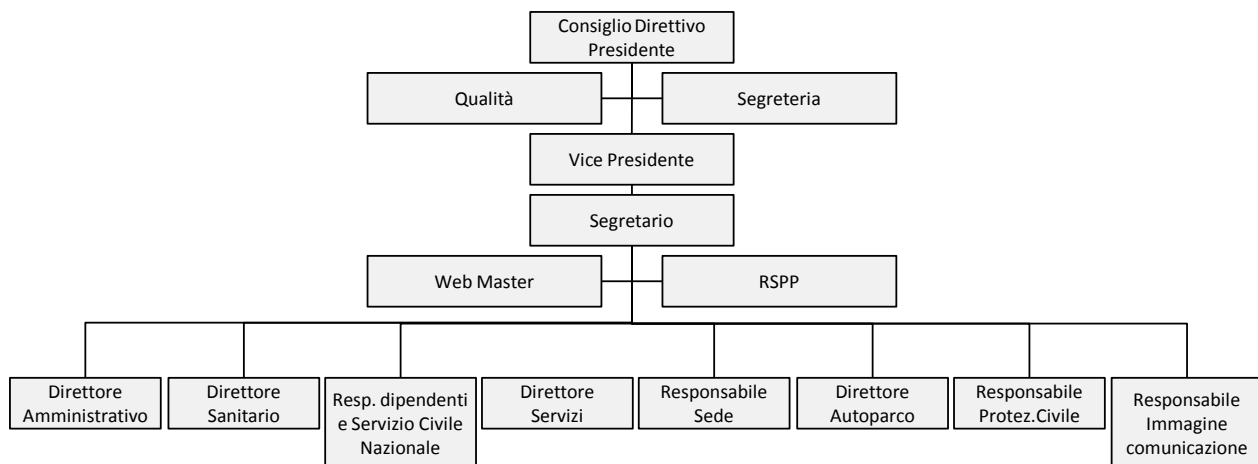 Consiglio Direttivo
Presidente
Qualità
Segreteria
Vice Presidente
Segretario
Web Master
RSPP
Direttore
Amministrativo
Direttore
Sanitario
Resp. dipendenti
e Servizio Civile
Nazionale
Direttore
Servizi
Responsabile
Sede
Direttore
Autoparco
Responsabile
Protez.Civile
Responsabile
Immagine
comunicazione